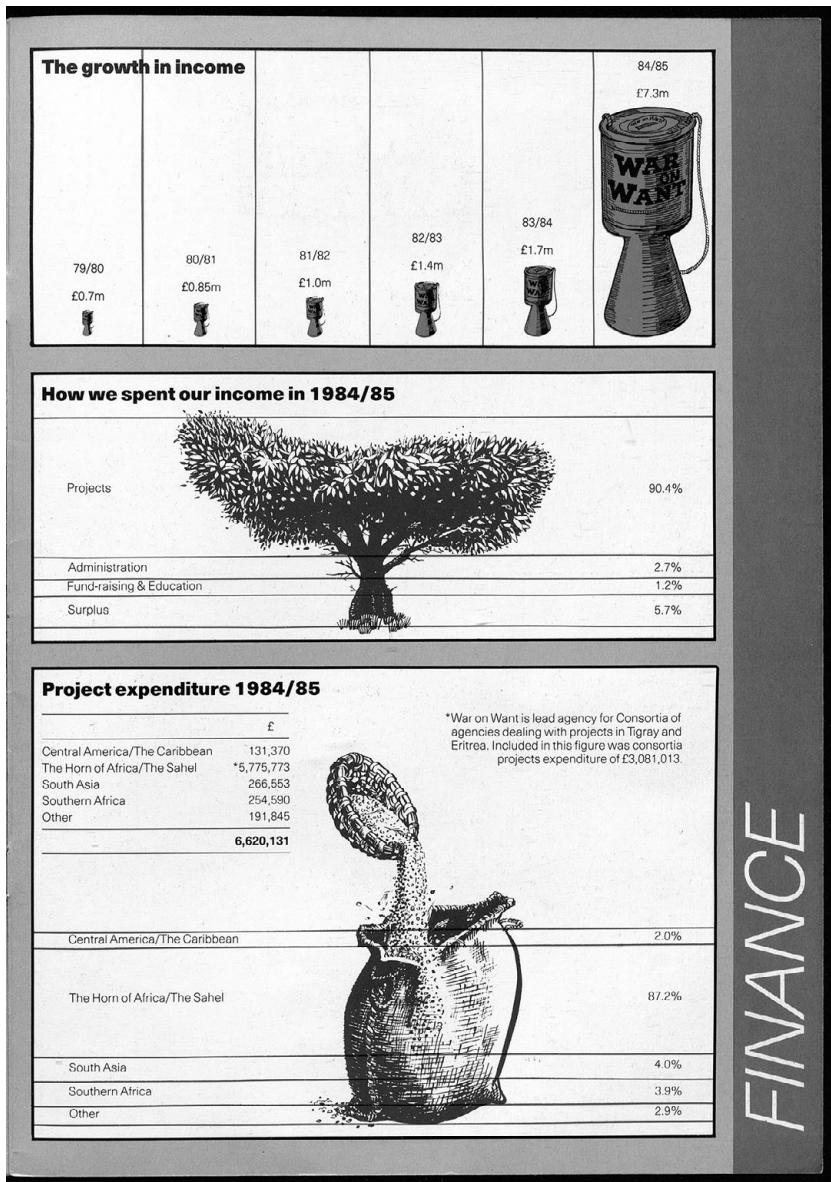 The growth in income
79/80
£0.7m
80/81
£0.85m
81/82
£1.0m
82/83
£1.4m
83/84
£1.7m
84/85
£7.3m
WAR
ON
WANT
How we spent our income in 1984/85
Projects 90.4%
Administration 2.7%
Fund-raising & Education 1.2%
Surplus 5.7%
Project expenditure 1984/85
£
Central America/The Caribbean 131,370
The Horn of Africa/The Sahel *5,775,773
South Asia 266,553
Southern Africa 254,590
Other 191,845
6,620,131
*War on Want is lead agency for Consortia of
agencies dealing with projects in Tigray and
Eritrea. Included in this figure was consortia
projects expenditure of £3,081,013.
Central America/The Caribbean 2.0%
The Horn of Africa/The Sahel 87.2%
South Asia 4.0%
Southern Africa 3.9%
Other 2.9%
FINANCE